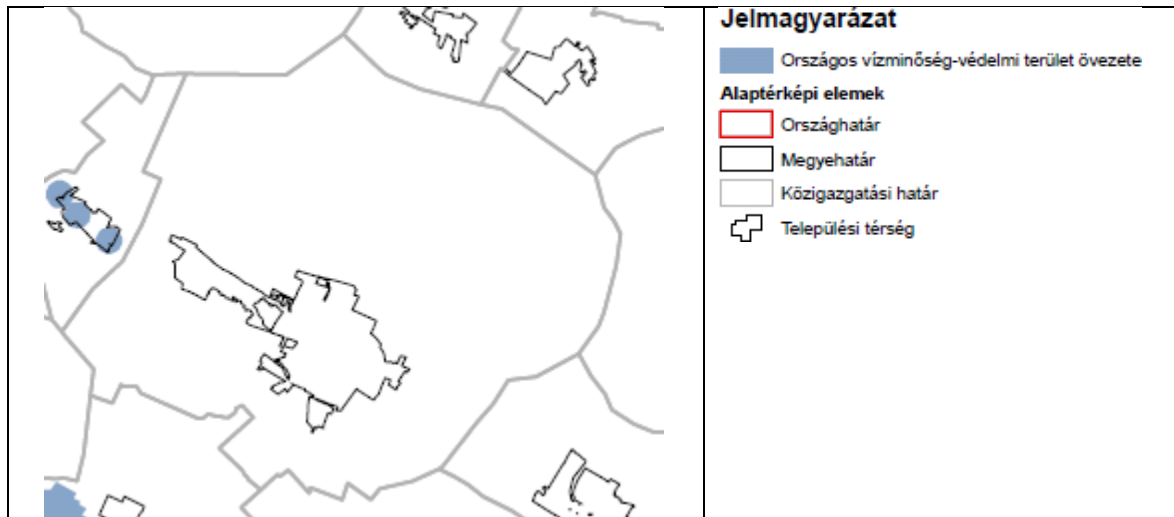 Jelmagyarázat
Országos vízminőség-védelmi terület övezete
Alaptérképi elemek
Országhatár
Megyehatár
Közigazgatási határ
Települési térség